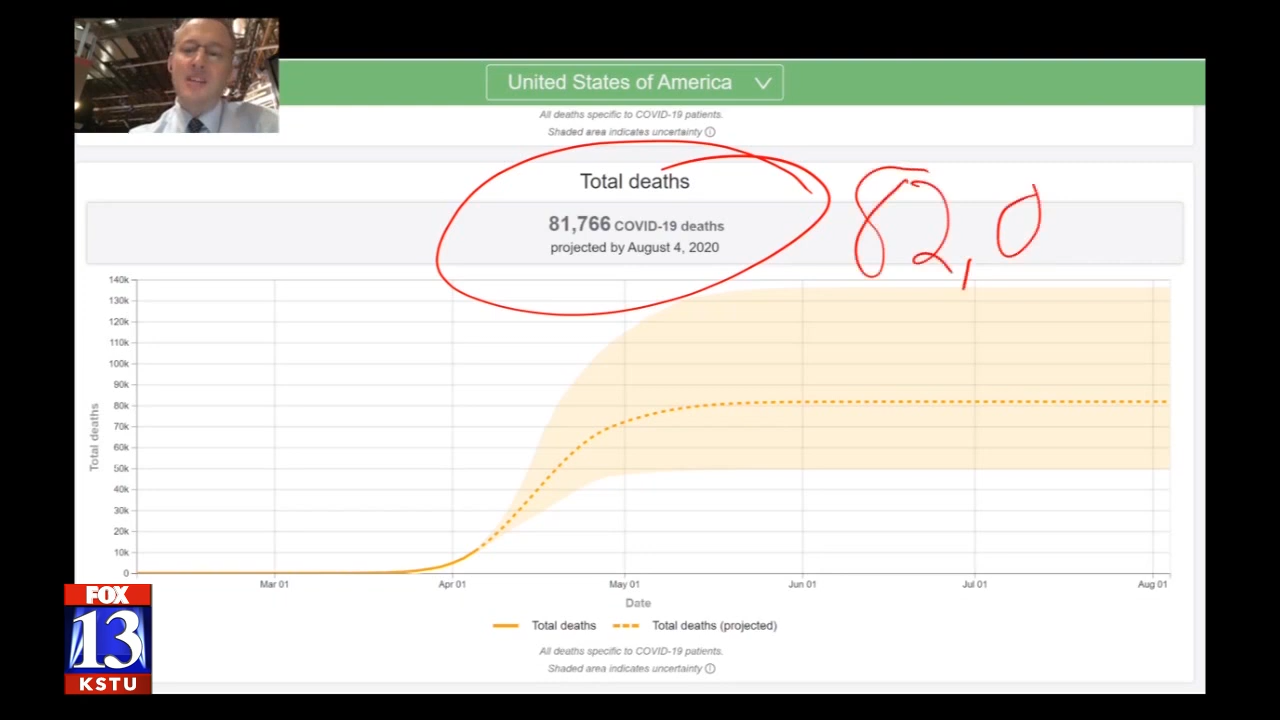 United States of America
All deaths specific to COVID-19 patients.
Shaded area indicates uncertainty
Total deaths
81,766 COVID-19 deaths
projected by August 4, 2020
82,0
140k
130k
120k
110k
100k
90k
80k
70k
60k
50k
40k
30k
20k
10k
0
Total deaths
Mar 01 Apr 01 May 01 Jun 01 Jul 01 Aug 01
Date
Total deaths Total deaths (projected)
All deaths specific to COVID-19 patients.
Shaded area indicates uncertainty
FOX
13
KSTU